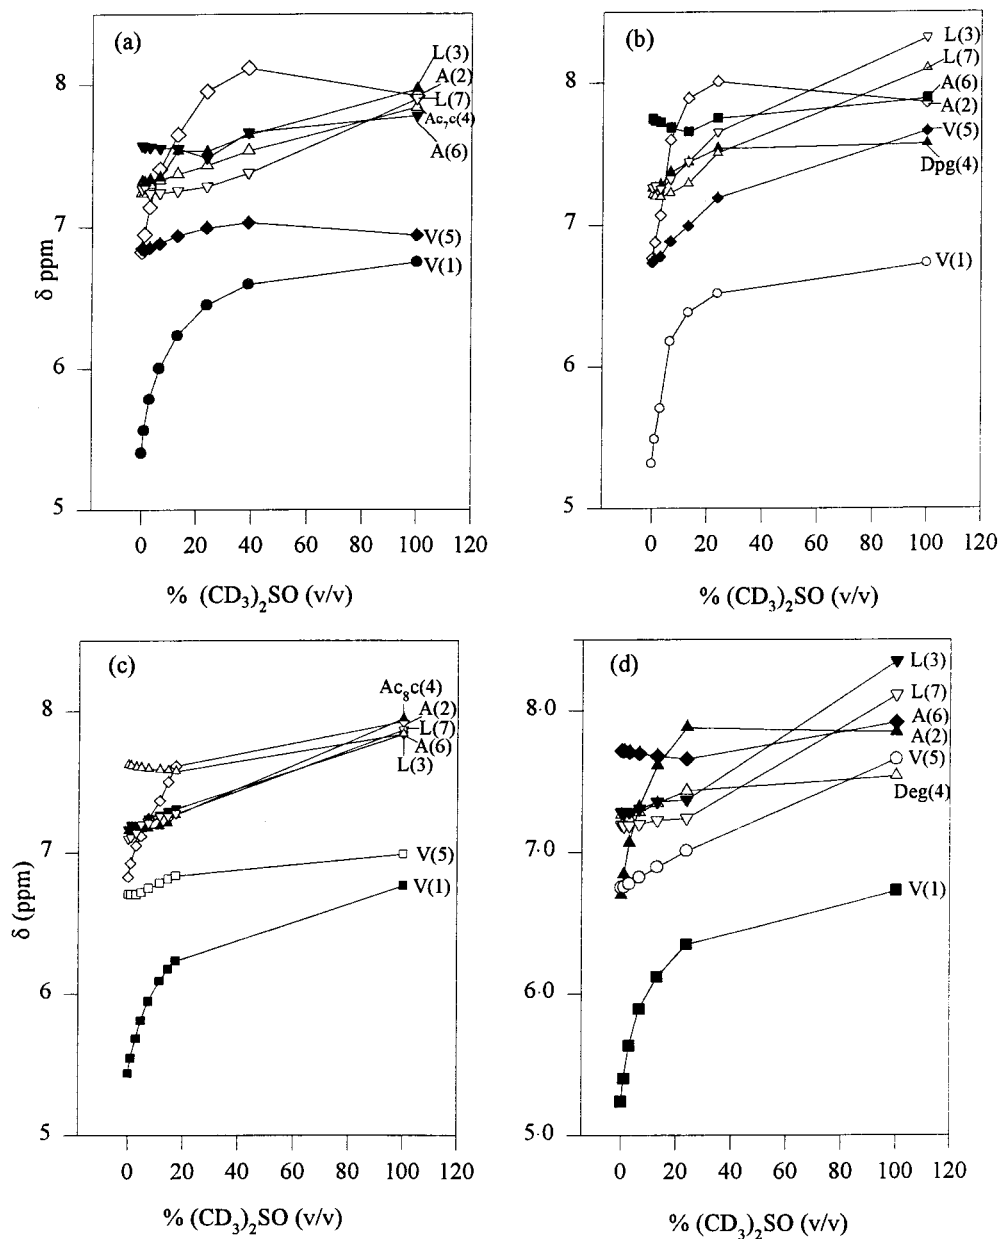 (a)
8
7
6
5
δ ppm
0 20 40 60 80 100 120
% (CD₃)₂SO (v/v)
L(3)
A(2)
L(7)
Ac₇c(4)
A(6)
V(5)
V(1)
(b)
8
7
6
5
0 20 40 60 80 100 120
% (CD₃)₂SO (v/v)
L(3)
L(7)
A(6)
A(2)
V(5)
Dpg(4)
V(1)
(c)
8
7
6
5
δ (ppm)
0 20 40 60 80 100 120
% (CD₃)₂SO (v/v)
Ac₈c(4)
A(2)
L(7)
A(6)
L(3)
V(5)
V(1)
(d)
8·0
7·0
6·0
5·0
0 20 40 60 80 100 120
% (CD₃)₂SO (v/v)
L(3)
L(7)
A(6)
A(2)
V(5)
Deg(4)
V(1)